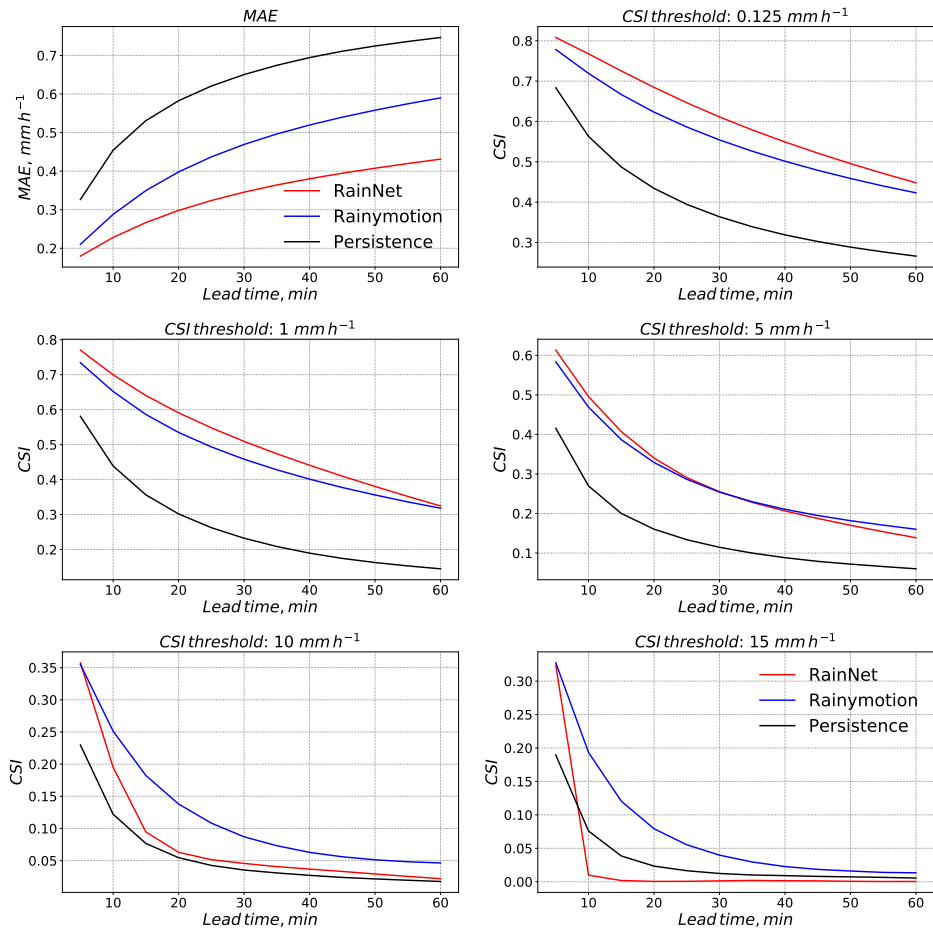 MAE
MAE, mm h⁻¹
0.7
0.6
0.5
0.4
0.3
0.2
RainNet
Rainymotion
Persistence
10 20 30 40 50 60
Lead time, min
CSI threshold: 0.125 mm h⁻¹
CSI
0.8
0.7
0.6
0.5
0.4
0.3
10 20 30 40 50 60
Lead time, min
CSI threshold: 1 mm h⁻¹
CSI
0.8
0.7
0.6
0.5
0.4
0.3
0.2
10 20 30 40 50 60
Lead time, min
CSI threshold: 5 mm h⁻¹
CSI
0.6
0.5
0.4
0.3
0.2
0.1
10 20 30 40 50 60
Lead time, min
CSI threshold: 10 mm h⁻¹
CSI
0.35
0.30
0.25
0.20
0.15
0.10
0.05
10 20 30 40 50 60
Lead time, min
CSI threshold: 15 mm h⁻¹
CSI
0.30
0.25
0.20
0.15
0.10
0.05
0.00
RainNet
Rainymotion
Persistence
10 20 30 40 50 60
Lead time, min